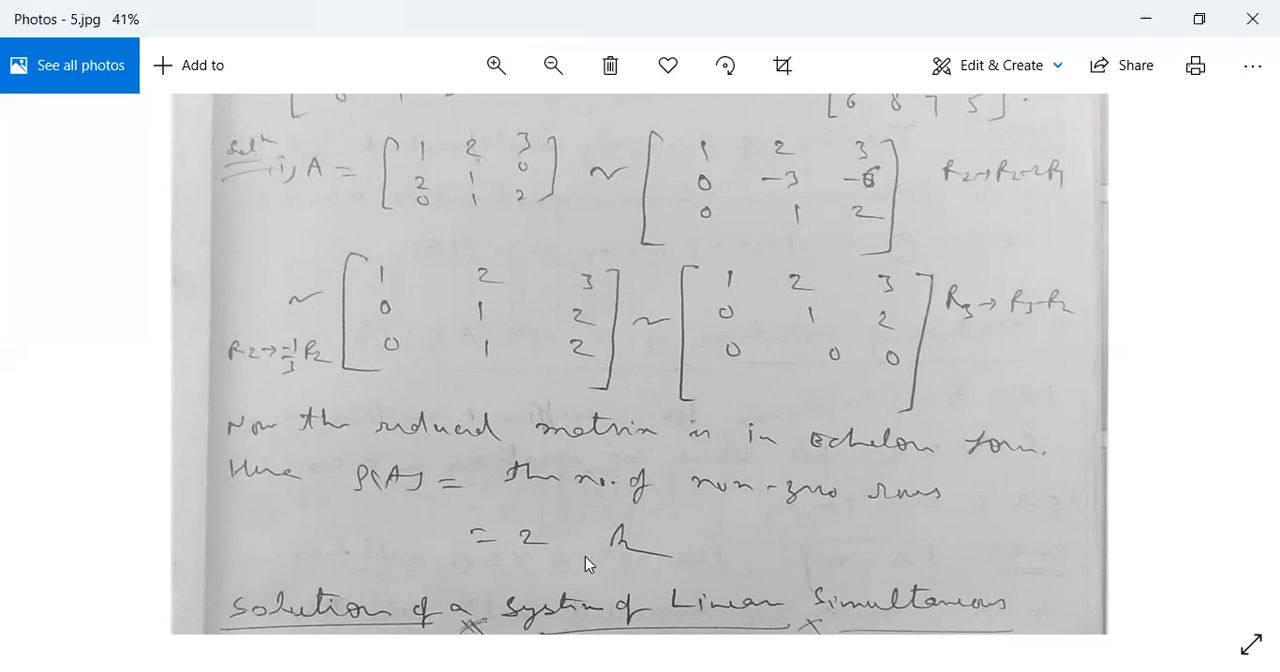 Photos - 5.jpg 41%
See all photos
Add to
Edit & Create
Share
[6 8 7 5].
Solⁿ i, A = [1 2 3 ~ [1 2 3
2 1 0 0 -3 -6 R2→R2-2R1
0 1 2] 0 1 2]
~ [1 2 3 ~ [1 2 3
0 1 2 0 1 2 R3→R3-R2
R2→-1/3 R2 0 1 2] 0 0 0]
Now the reduced matrix is in Echelon form.
Here ρ(A) = the no. of non-zero rows
= 2
Solution of a System of Linear Simultaneous